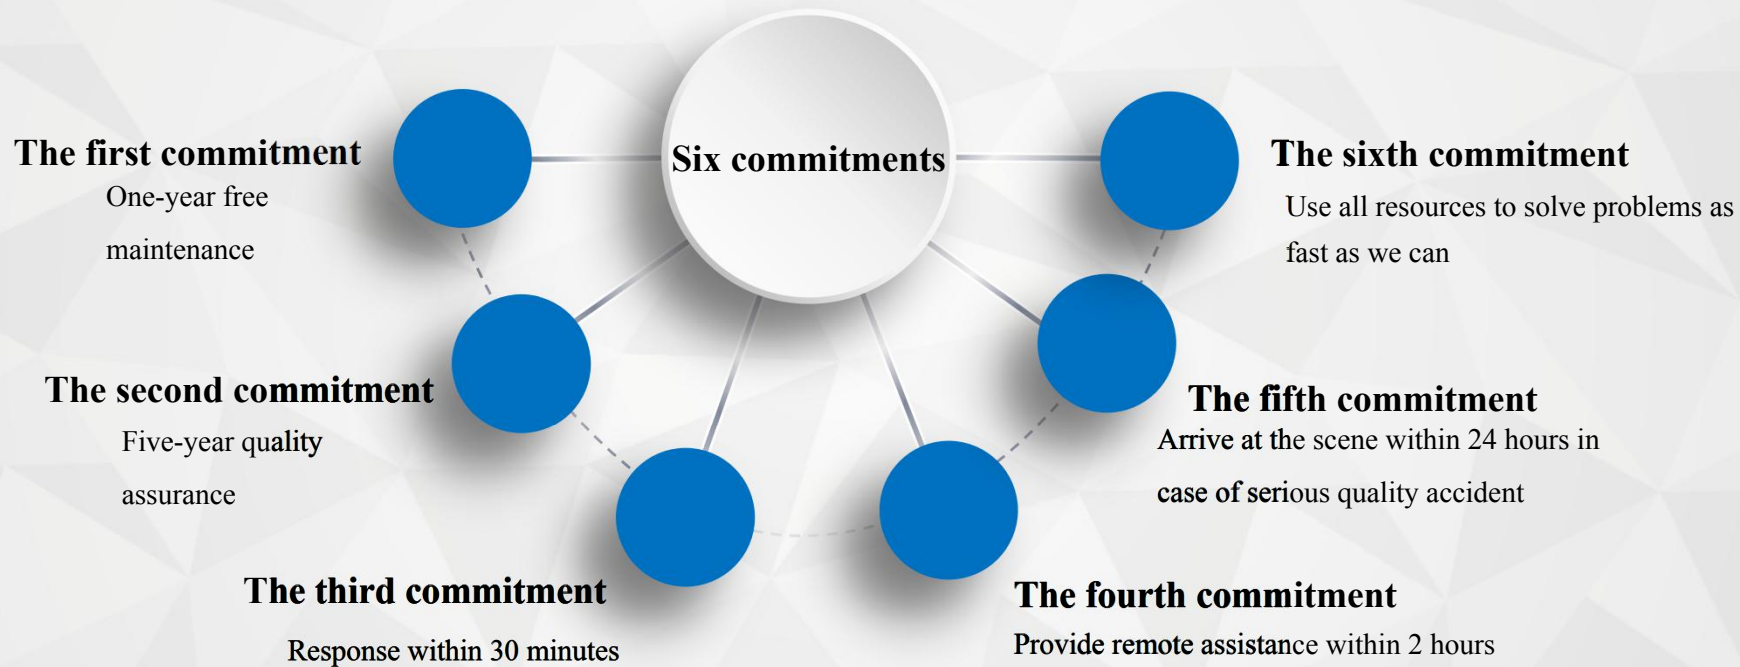 Six commitments
The first commitment
One-year free
maintenance
The second commitment
Five-year quality
assurance
The third commitment
Response within 30 minutes
The fourth commitment
Provide remote assistance within 2 hours
The fifth commitment
Arrive at the scene within 24 hours in
case of serious quality accident
The sixth commitment
Use all resources to solve problems as
fast as we can